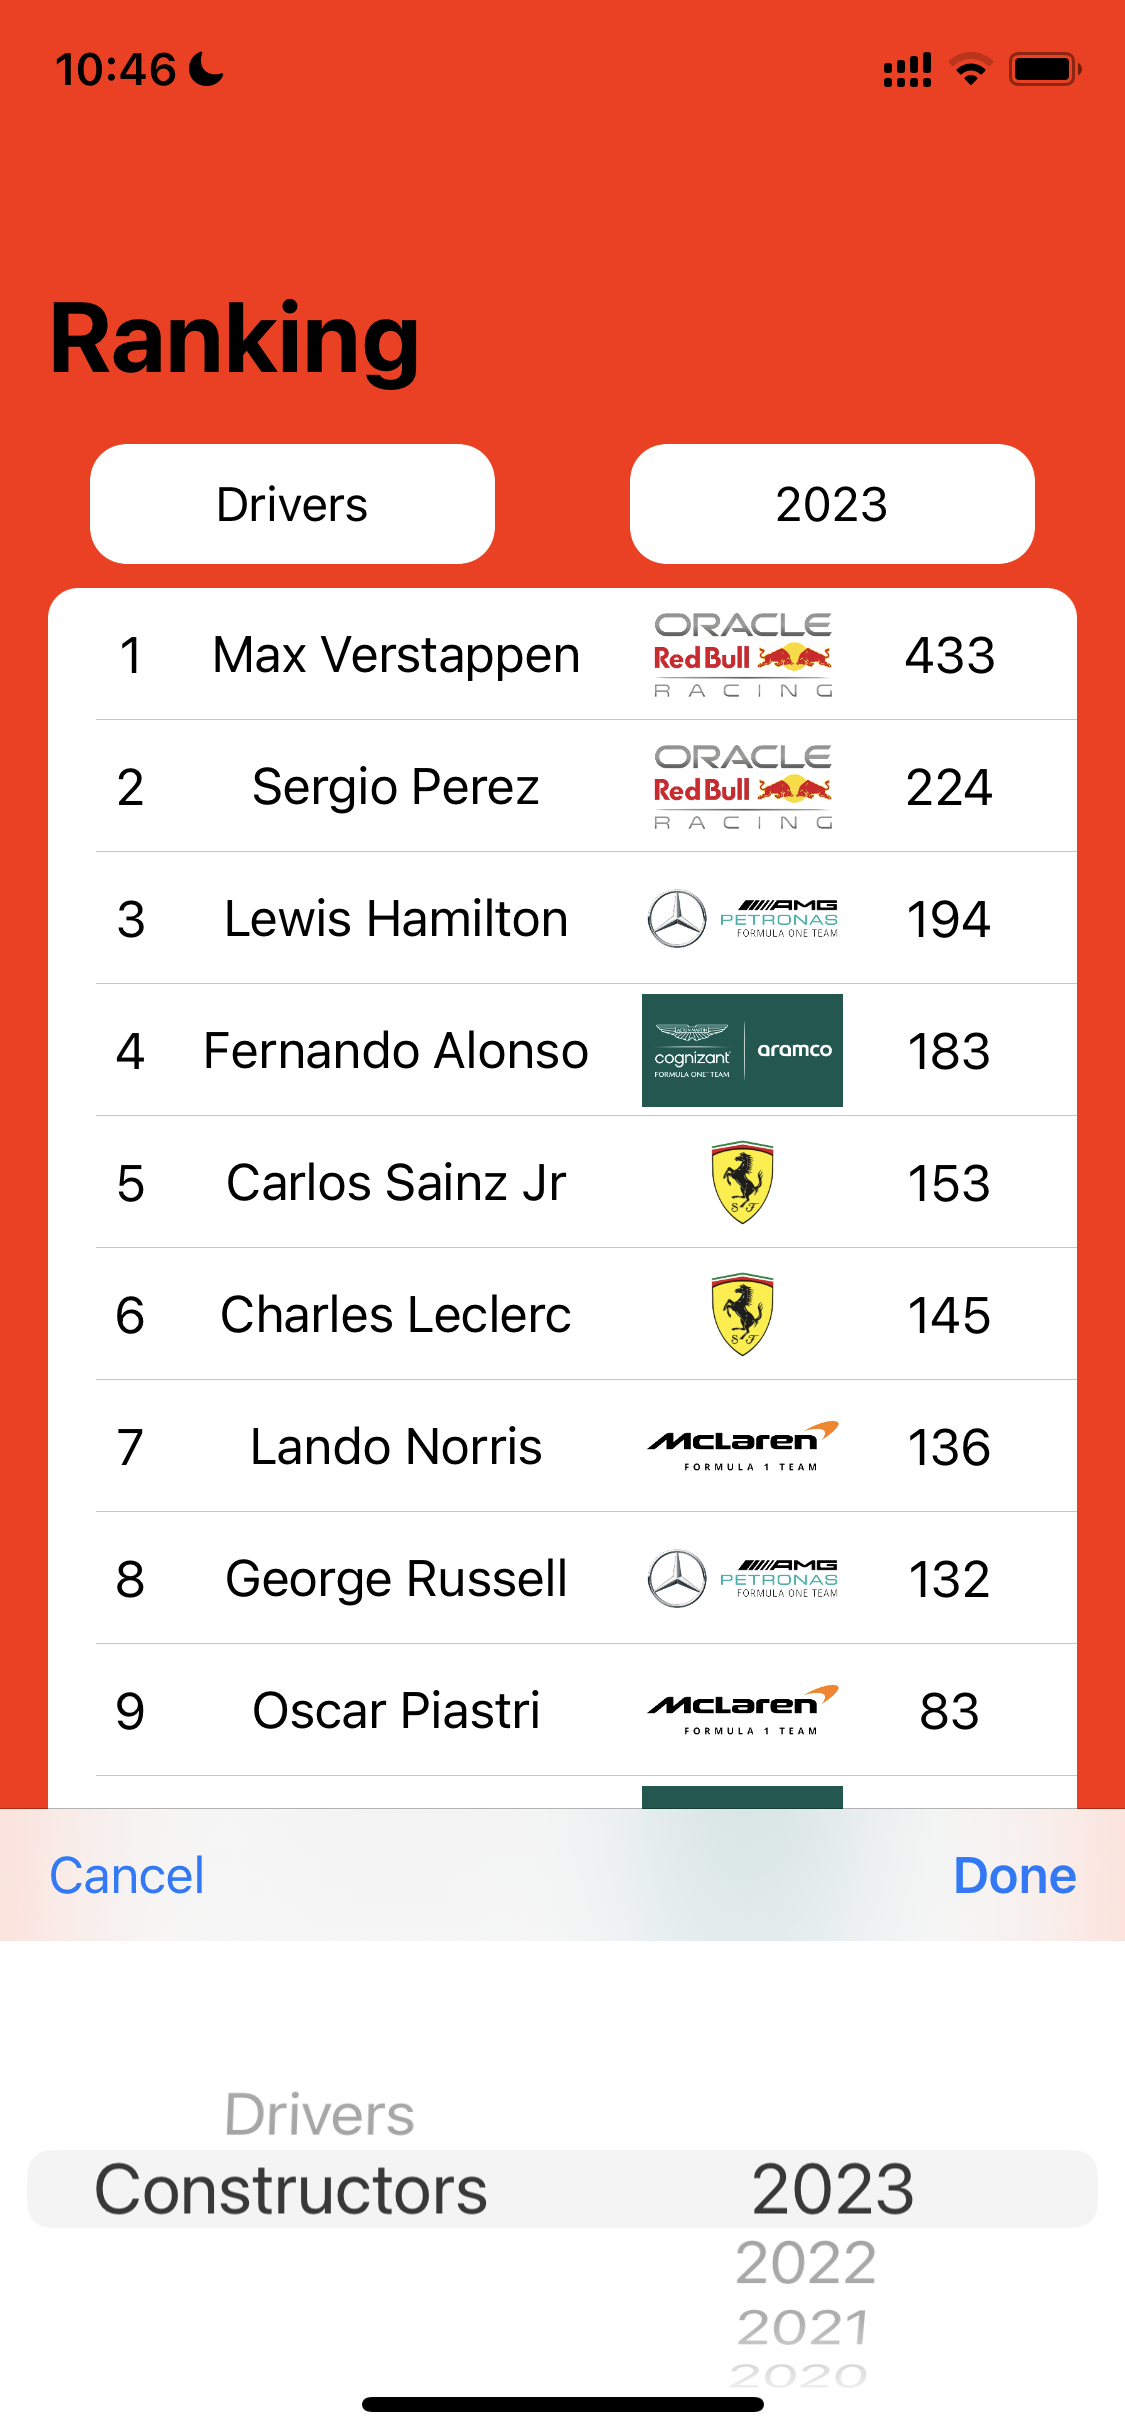 10:46
Ranking
Drivers 2023
1 Max Verstappen ORACLE Red Bull RACING 433
2 Sergio Perez ORACLE Red Bull RACING 224
3 Lewis Hamilton AMG PETRONAS FORMULA ONE TEAM 194
4 Fernando Alonso ASTON MARTIN cognizant FORMULA ONE™ TEAM aramco 183
5 Carlos Sainz Jr S F 153
6 Charles Leclerc S F 145
7 Lando Norris McLaren FORMULA 1 TEAM 136
8 George Russell AMG PETRONAS FORMULA ONE TEAM 132
9 Oscar Piastri McLaren FORMULA 1 TEAM 83
Cancel Done
Drivers
Constructors 2023
2022
2021
2020